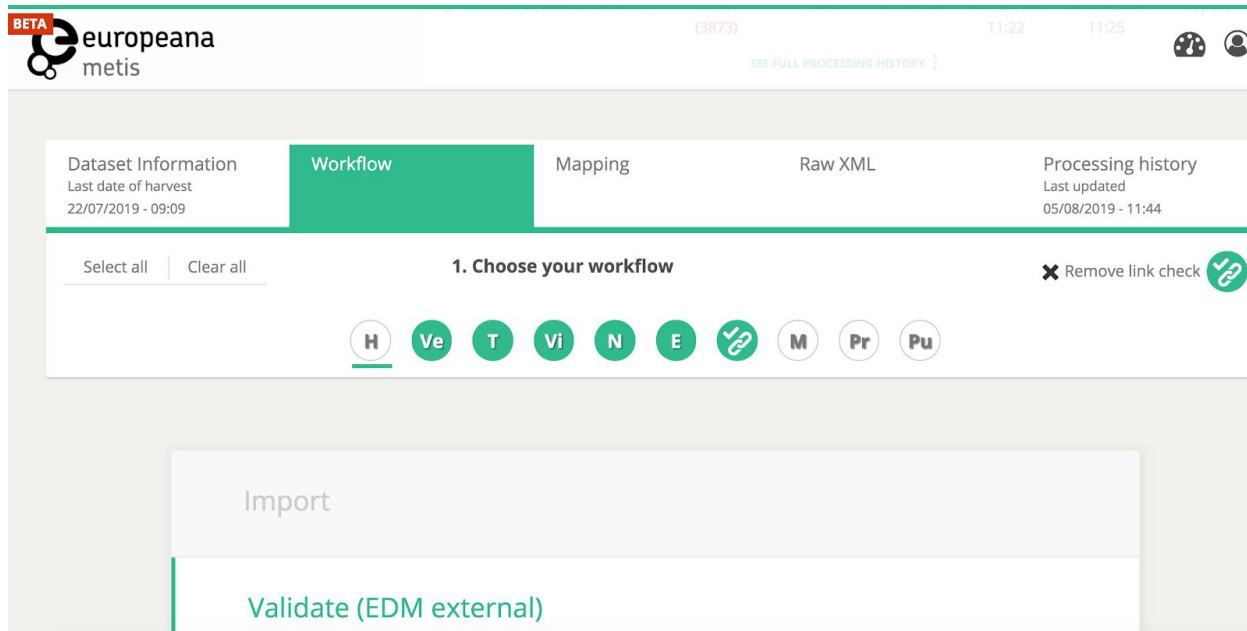 BETA
europeana
metis
(3873)
11:22
11:25
SEE FULL PROCESSING HISTORY
Dataset Information
Last date of harvest
22/07/2019 - 09:09
Workflow
Mapping
Raw XML
Processing history
Last updated
05/08/2019 - 11:44
Select all
Clear all
1. Choose your workflow
Remove link check
H Ve T Vi N E M Pr Pu
Import
Validate (EDM external)